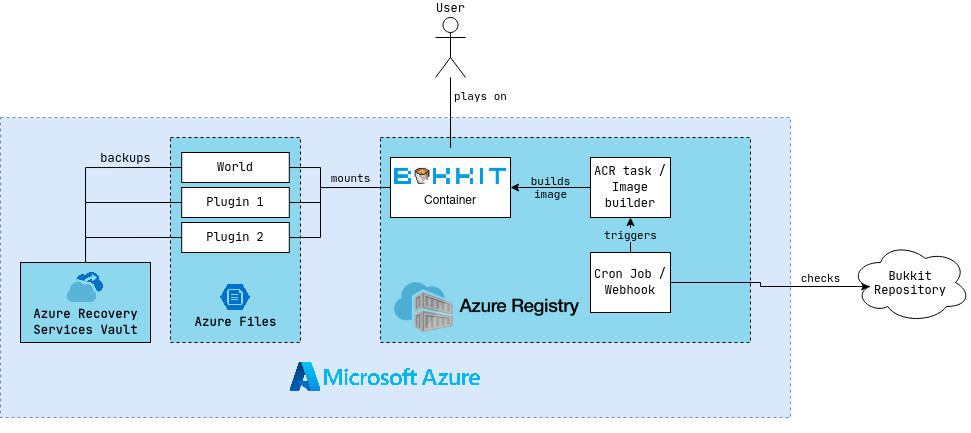 User
plays on
backups
World
Plugin 1
Plugin 2
mounts
BUKKIT
Container
builds
image
ACR task /
Image
builder
triggers
Cron Job /
Webhook
checks
Bukkit
Repository
Azure Recovery
Services Vault
Azure Files
Azure Registry
Microsoft Azure